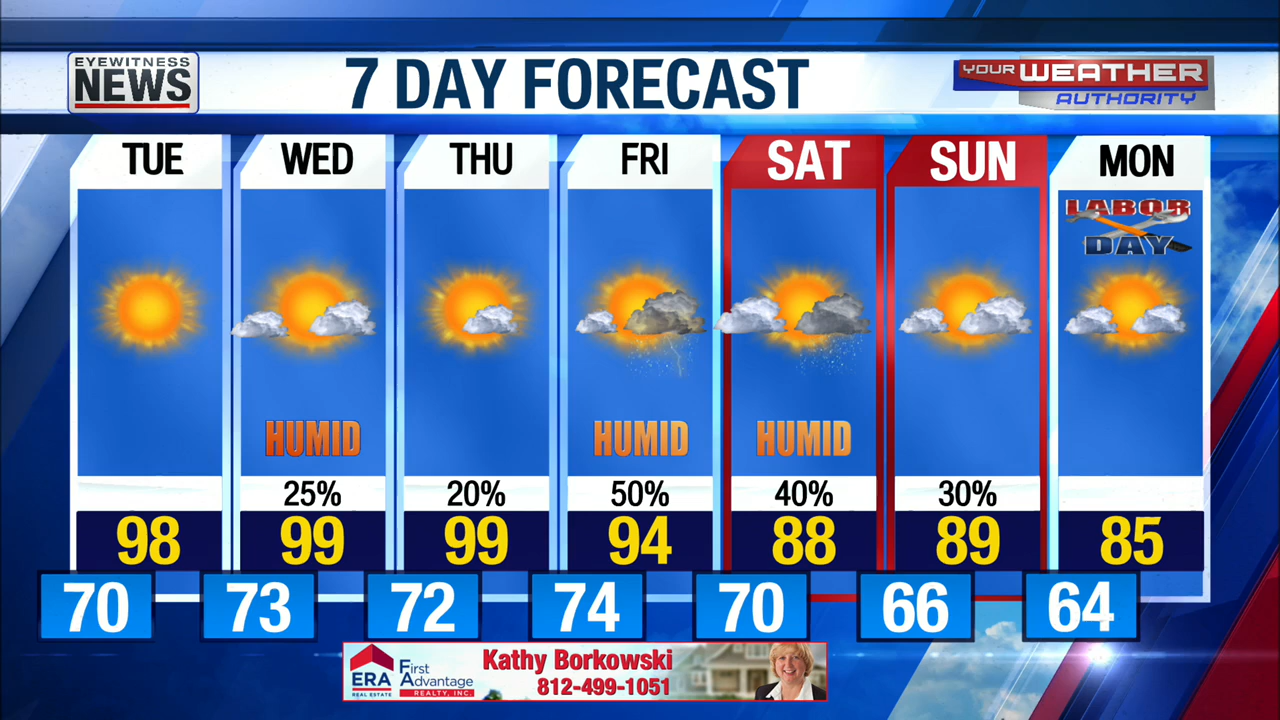 EYEWITNESS
NEWS
7 DAY FORECAST
YOUR WEATHER
AUTHORITY
TUE WED THU FRI SAT SUN MON
LABOR
DAY
HUMID HUMID HUMID
25% 20% 50% 40% 30%
98 99 99 94 88 89 85
70 73 72 74 70 66 64
ERA
REAL ESTATE
First
Advantage
REALTY, INC.
Kathy Borkowski
812-499-1051